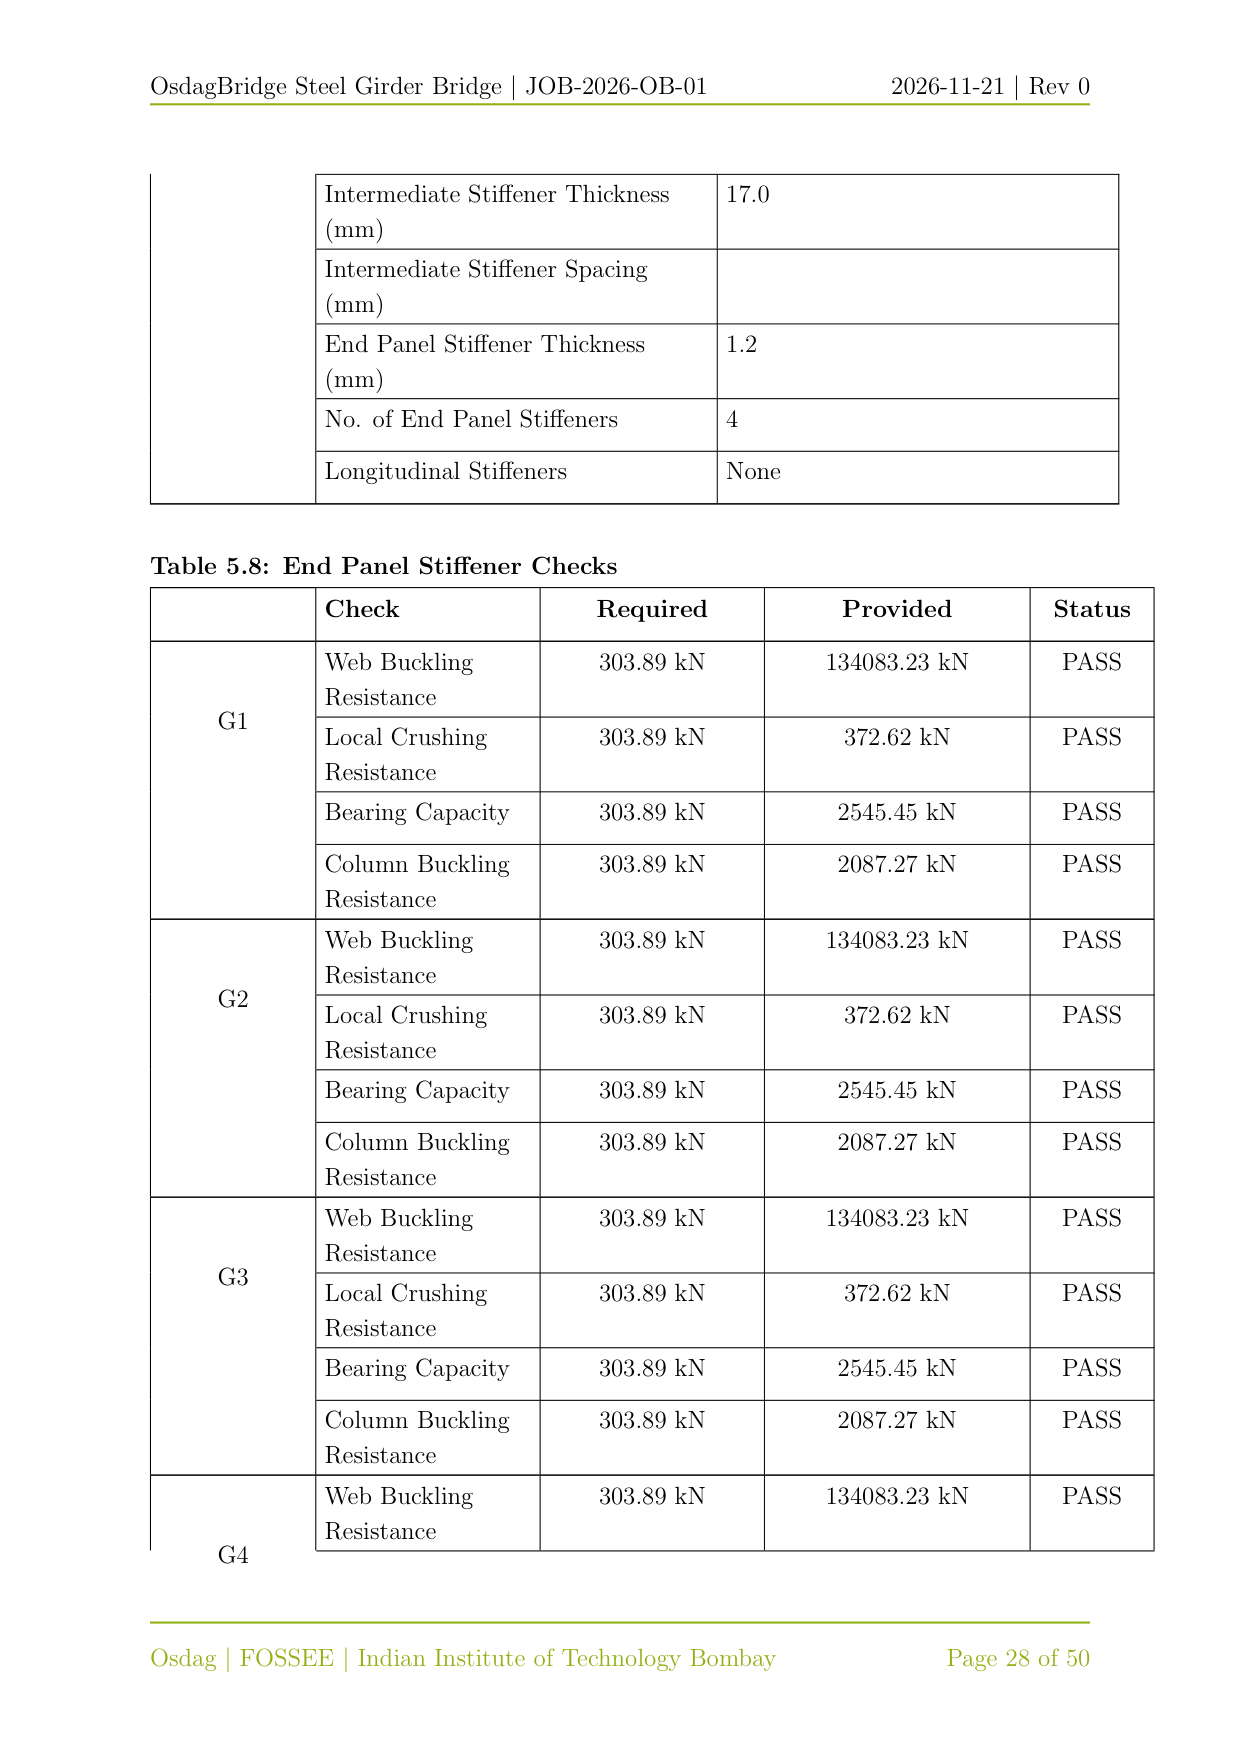 OsdagBridge Steel Girder Bridge | JOB-2026-OB-01 2026-11-21 | Rev 0
Intermediate Stiffener Thickness 17.0
(mm)
Intermediate Stiffener Spacing
(mm)
End Panel Stiffener Thickness 1.2
(mm)
No. of End Panel Stiffeners 4
Longitudinal Stiffeners None
Table 5.8: End Panel Stiffener Checks
Check Required Provided Status
Web Buckling 303.89 kN 134083.23 kN PASS
Resistance
G1
Local Crushing 303.89 kN 372.62 kN PASS
Resistance
Bearing Capacity 303.89 kN 2545.45 kN PASS
Column Buckling 303.89 kN 2087.27 kN PASS
Resistance
Web Buckling 303.89 kN 134083.23 kN PASS
Resistance
G2
Local Crushing 303.89 kN 372.62 kN PASS
Resistance
Bearing Capacity 303.89 kN 2545.45 kN PASS
Column Buckling 303.89 kN 2087.27 kN PASS
Resistance
Web Buckling 303.89 kN 134083.23 kN PASS
Resistance
G3
Local Crushing 303.89 kN 372.62 kN PASS
Resistance
Bearing Capacity 303.89 kN 2545.45 kN PASS
Column Buckling 303.89 kN 2087.27 kN PASS
Resistance
Web Buckling 303.89 kN 134083.23 kN PASS
Resistance
G4
Osdag | FOSSEE | Indian Institute of Technology Bombay Page 28 of 50